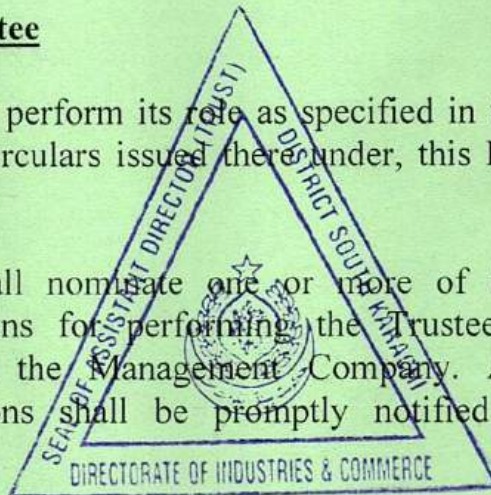 tee
perform its role as specified in
rculars issued there under, this
all nominate one or more of
ns for performing the Trustee
the Management Company.
ons shall be promptly notified
SEAL OF ASSISTANT DIRECTOR (TRUST)
DISTRICT SOUTH KARACHI
DIRECTORATE OF INDUSTRIES & COMMERCE